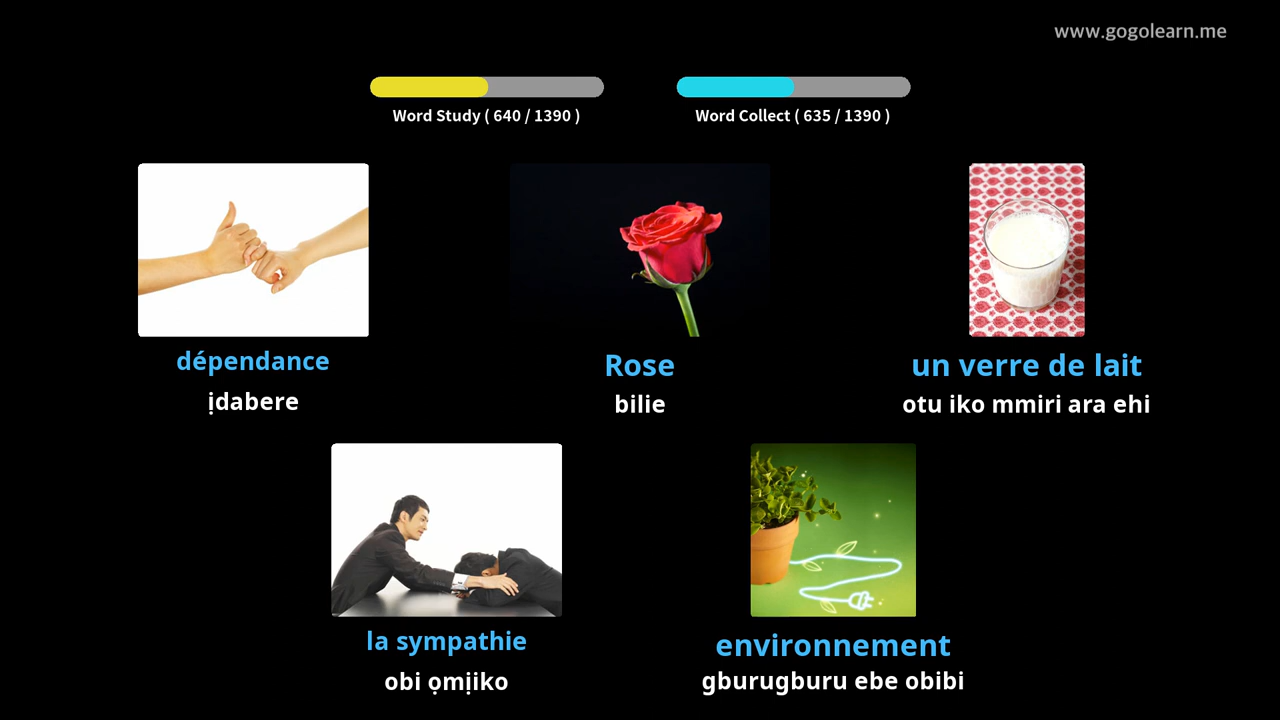 www.gogolearn.me
Word Study ( 640 / 1390 )
Word Collect ( 635 / 1390 )
dépendance
ịdabere
Rose
bilie
un verre de lait
otu iko mmiri ara ehi
la sympathie
obi ọmịiko
environnement
gburugburu ebe obibi